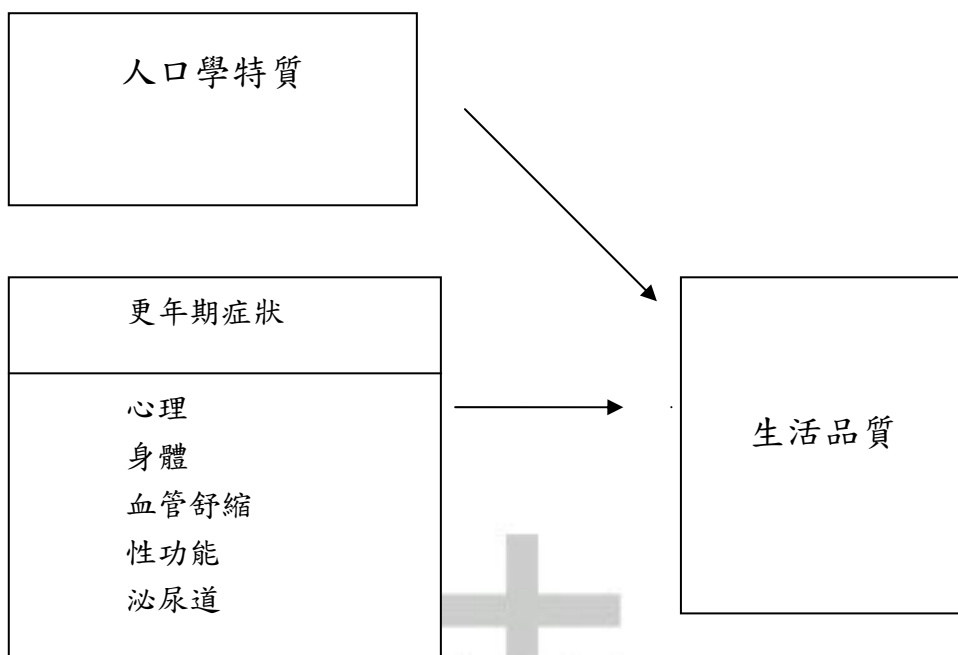 人口學特質
更年期症狀
心理
身體
血管舒縮
性功能
泌尿道
生活品質